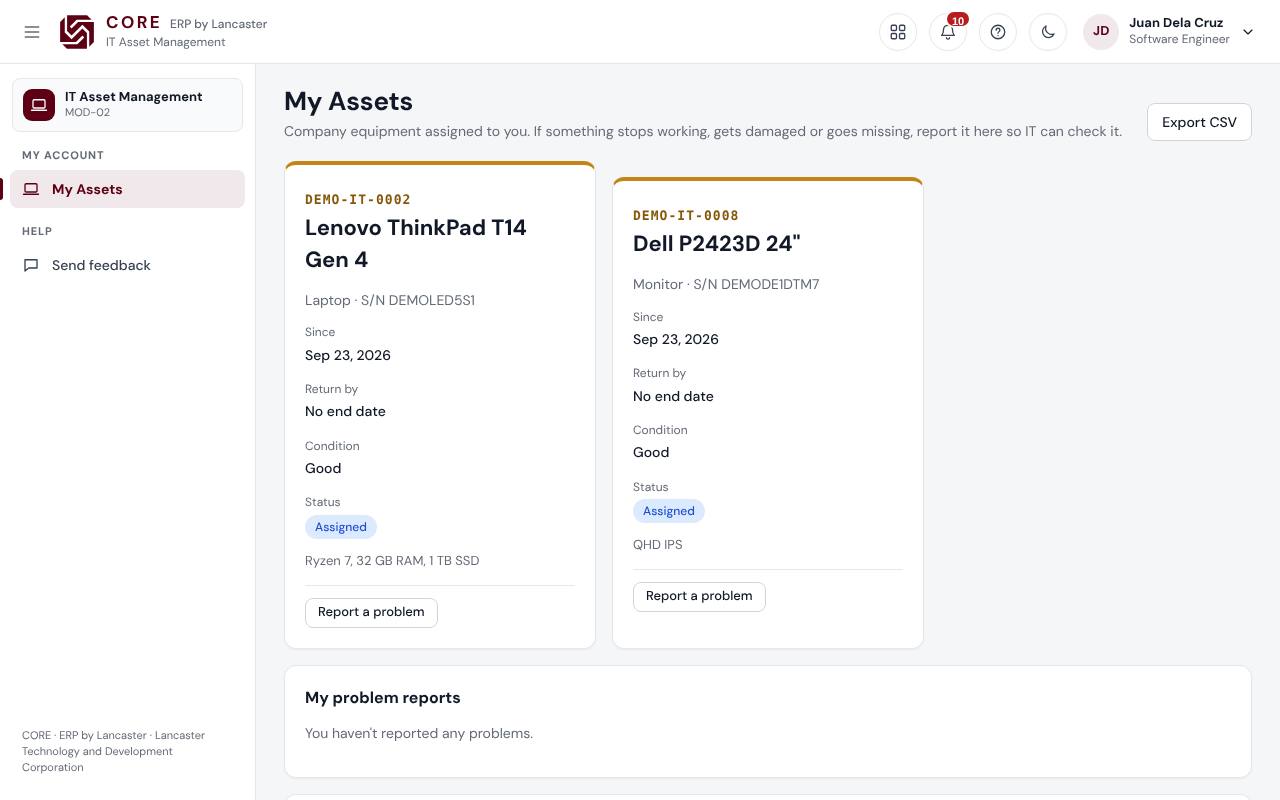 CORE ERP by Lancaster
IT Asset Management
10
JD
Juan Dela Cruz
Software Engineer
IT Asset Management
MOD-02
MY ACCOUNT
My Assets
HELP
Send feedback
CORE · ERP by Lancaster · Lancaster
Technology and Development
Corporation
My Assets
Company equipment assigned to you. If something stops working, gets damaged or goes missing, report it here so IT can check it.
Export CSV
DEMO-IT-0002
Lenovo ThinkPad T14
Gen 4
Laptop · S/N DEMOLED5S1
Since
Sep 23, 2026
Return by
No end date
Condition
Good
Status
Assigned
Ryzen 7, 32 GB RAM, 1 TB SSD
Report a problem
DEMO-IT-0008
Dell P2423D 24"
Monitor · S/N DEMODE1DTM7
Since
Sep 23, 2026
Return by
No end date
Condition
Good
Status
Assigned
QHD IPS
Report a problem
My problem reports
You haven't reported any problems.